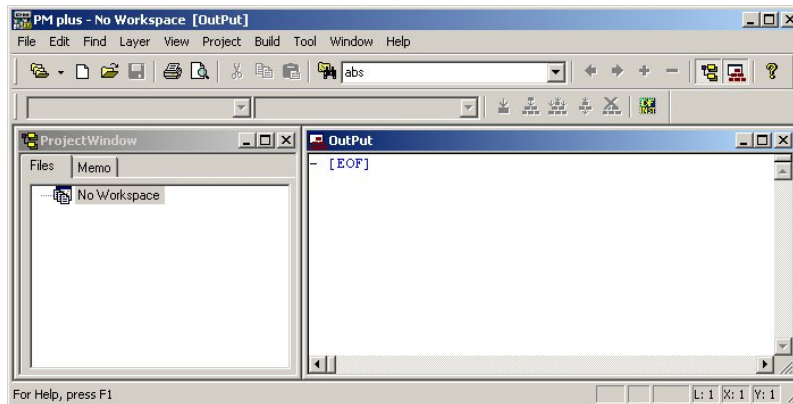 PM plus - No Workspace [OutPut]
File Edit Find Layer View Project Build Tool Window Help
abs
ProjectWindow
OutPut
Files Memo
- [EOF]
No Workspace
For Help, press F1
L: 1 X: 1 Y: 1